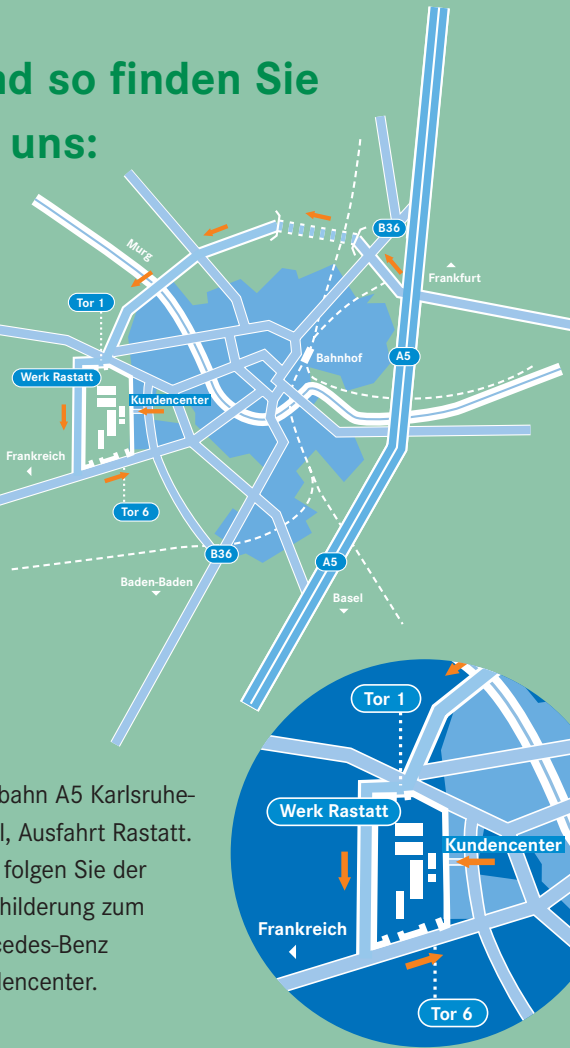 nd so finden Sie
uns:
Murg
B36
Frankfurt
Tor 1
Bahnhof
A5
Werk Rastatt
Kundencenter
Frankreich
Tor 6
B36
A5
Baden-Baden
Basel
Tor 1
bahn A5 Karlsruhe-
l, Ausfahrt Rastatt.
Werk Rastatt
folgen Sie der
Kundencenter
hilderung zum
Frankreich
cedes-Benz
dencenter.
Tor 6